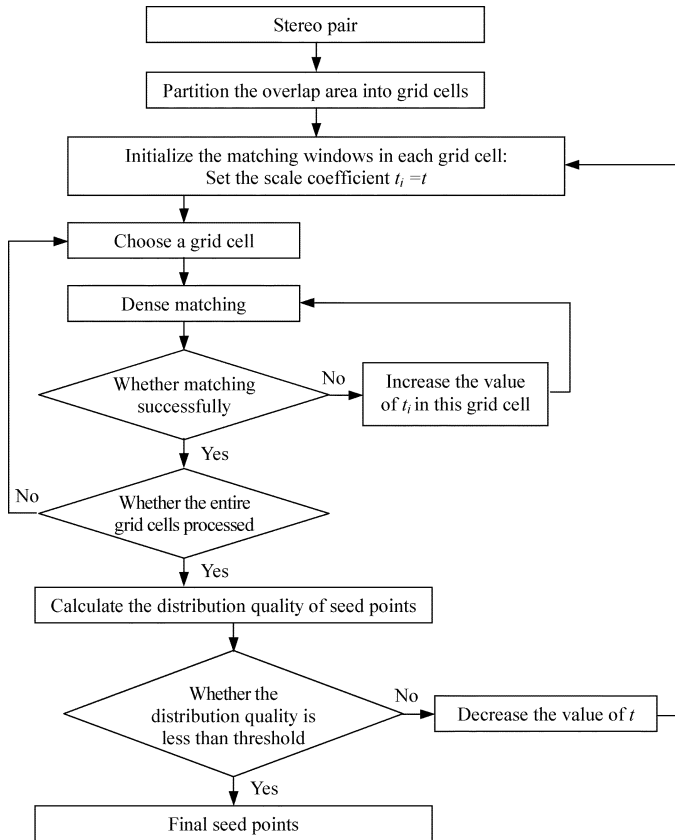 Stereo pair
Partition the overlap area into grid cells
Initialize the matching windows in each grid cell:
Set the scale coefficient tᵢ =t
Choose a grid cell
Dense matching
Whether matching
successfully
No
Increase the value
of tᵢ in this grid cell
Yes
Whether the entire
grid cells processed
No
Yes
Calculate the distribution quality of seed points
Whether the
distribution quality is
less than threshold
No
Decrease the value of t
Yes
Final seed points